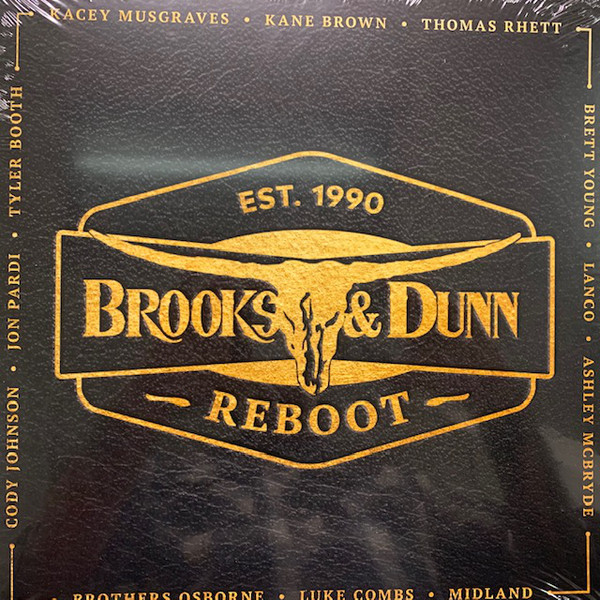 KACEY MUSGRAVES • KANE BROWN • THOMAS RHETT
BRETT YOUNG • LANCO • ASHLEY MCBRYDE
EST. 1990
BROOKS & DUNN
REBOOT
CODY JOHNSON • JON PARDI • TYLER BOOTH
• BROTHERS OSBORNE • LUKE COMBS • MIDLAND